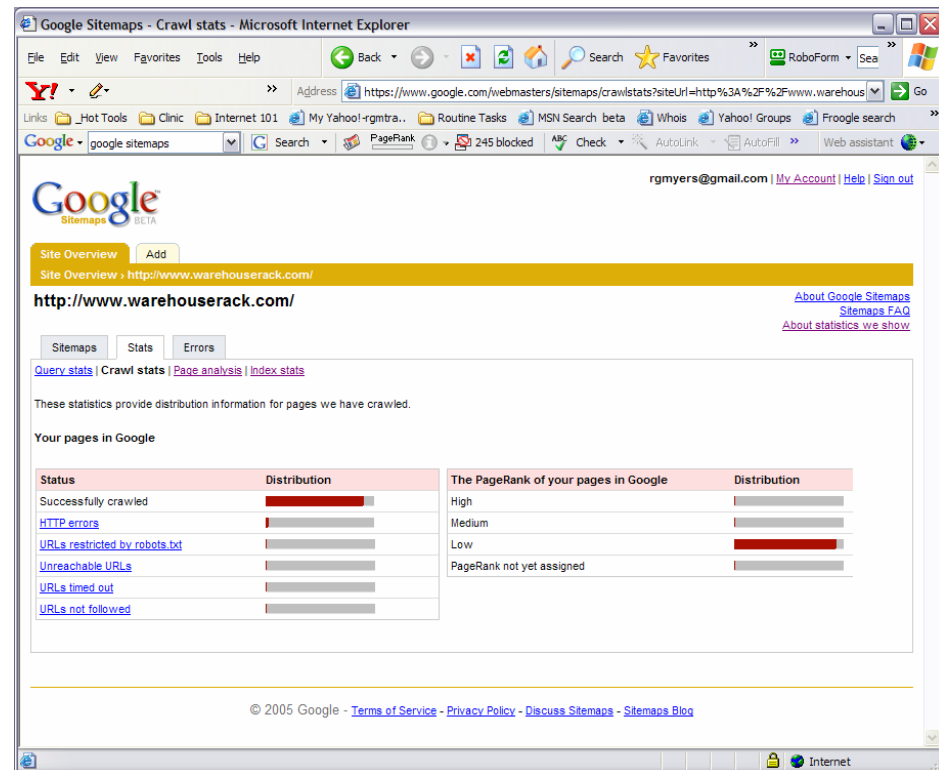 Google Sitemaps - Crawl stats - Microsoft Internet Explorer
File Edit View Favorites Tools Help Back Search Favorites » RoboForm Sea »
Y! » Address https://www.google.com/webmasters/sitemaps/crawlstats?siteUrl=http%3A%2F%2Fwww.warehous Go
Links _Hot Tools Clinic Internet 101 My Yahoo!-rgmtra.. Routine Tasks MSN Search beta Whois Yahoo! Groups Froogle search »
Google google sitemaps G Search PageRank 245 blocked ABC Check AutoLink AutoFill » Web assistant
rgmyers@gmail.com | My Account | Help | Sign out
Google™
Sitemaps BETA
Site Overview Add
Site Overview › http://www.warehouserack.com/
http://www.warehouserack.com/
About Google Sitemaps
Sitemaps FAQ
About statistics we show
Sitemaps Stats Errors
Query stats | Crawl stats | Page analysis | Index stats
These statistics provide distribution information for pages we have crawled.
Your pages in Google
Status Distribution The PageRank of your pages in Google Distribution
Successfully crawled High
HTTP errors Medium
URLs restricted by robots.txt Low
Unreachable URLs PageRank not yet assigned
URLs timed out
URLs not followed
© 2005 Google - Terms of Service - Privacy Policy - Discuss Sitemaps - Sitemaps Blog
Internet